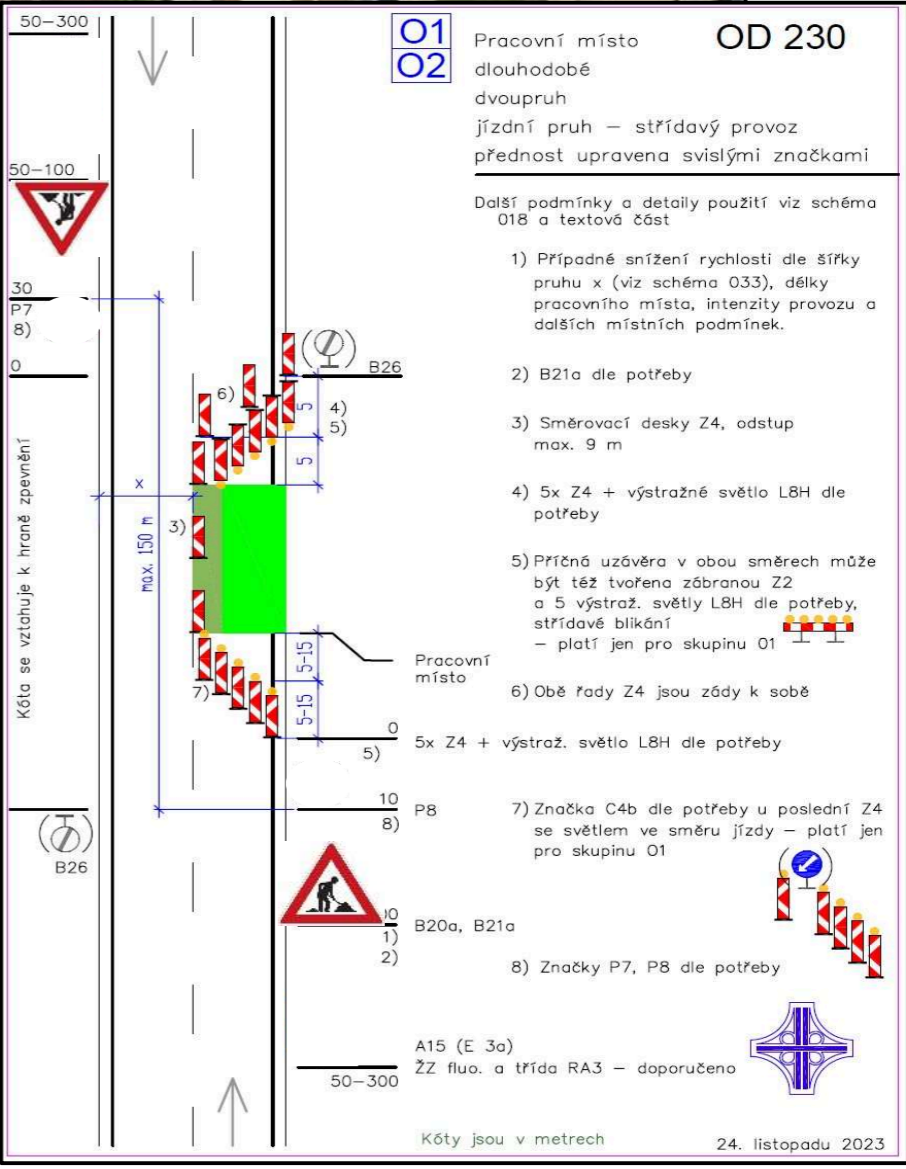 50-300
O1
O2
Pracovní místo
OD 230
dlouhodobé
dvoupruh
jízdní pruh – střídavý provoz
přednost upravena svislými značkami
50-100
Další podmínky a detaily použití viz schéma
018 a textová část
1) Případné snížení rychlosti dle šířky
pruhu x (viz schéma 033), délky
pracovního místa, intenzity provozu a
dalších místních podmínek.
30
P7
8)
0
B26
2) B21a dle potřeby
6)
5
4)
5)
5
3) Směrovací desky Z4, odstup
max. 9 m
Kóta se vztahuje k hraně zpevnění
x
max. 150 m
3)
4) 5x Z4 + výstražné světlo L8H dle
potřeby
5) Příčná uzávěra v obou směrech může
být též tvořena zábranou Z2
a 5 výstraž. světly L8H dle potřeby,
střídavé blikání
– platí jen pro skupinu O1
5-15
Pracovní
místo
7)
5-15
6) Obě řady Z4 jsou zády k sobě
0
5)
5x Z4 + výstraž. světlo L8H dle potřeby
10
8)
P8
B26
7) Značka C4b dle potřeby u poslední Z4
se světlem ve směru jízdy – platí jen
pro skupinu O1
B20a, B21a
1)
2)
8) Značky P7, P8 dle potřeby
A15 (E 3a)
ŽZ fluo. a třída RA3 – doporučeno
50-300
Kóty jsou v metrech
24. listopadu 2023